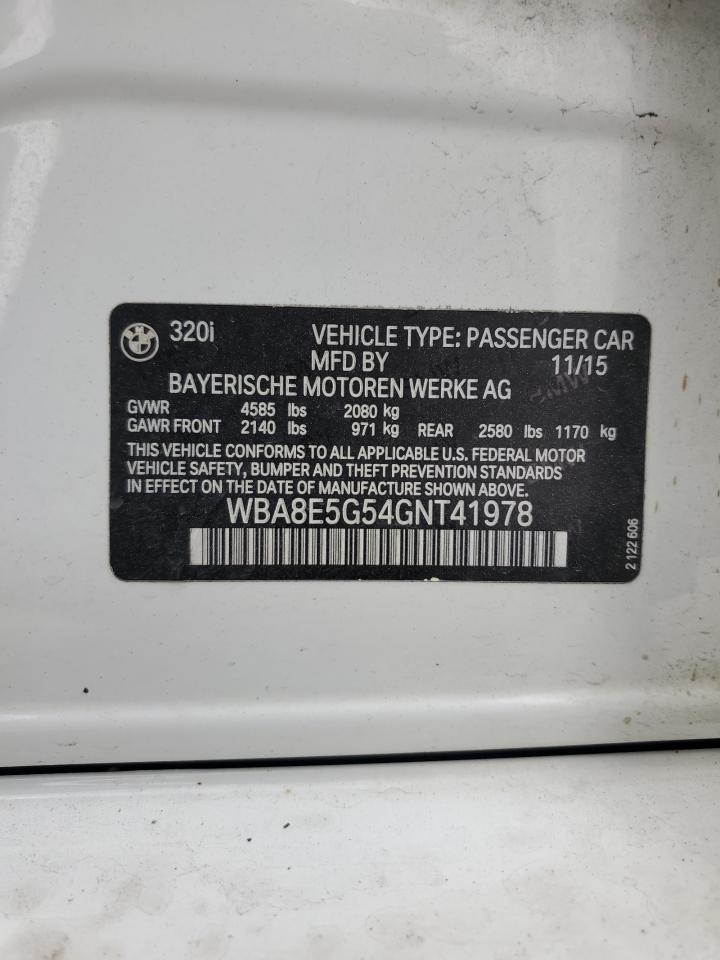 320i VEHICLE TYPE: PASSENGER CAR
MFD BY 11/15
BAYERISCHE MOTOREN WERKE AG
GVWR 4585 lbs 2080 kg
GAWR FRONT 2140 lbs 971 kg REAR 2580 lbs 1170 kg
THIS VEHICLE CONFORMS TO ALL APPLICABLE U.S. FEDERAL MOTOR
VEHICLE SAFETY, BUMPER AND THEFT PREVENTION STANDARDS
IN EFFECT ON THE DATE OF MANUFACTURE SHOWN ABOVE.
WBA8E5G54GNT41978
2 122 606